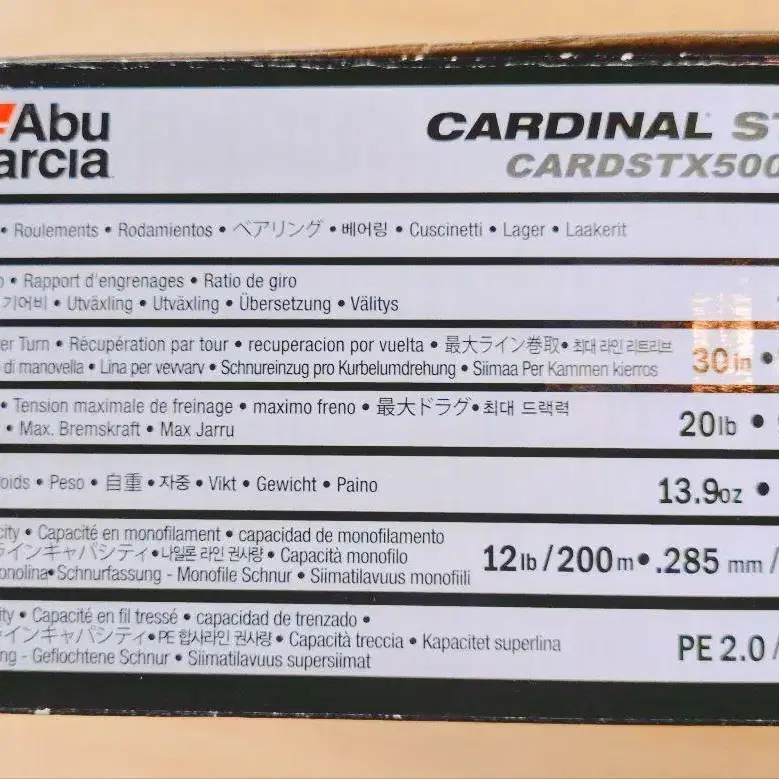 Abu
arcia
CARDINAL ST
CARDSTX500
• Roulements • Rodamientos • ベアリング • 베어링 • Cuscinetti • Lager • Laakerit
• Rapport d'engrenages • Ratio de giro
기어비 • Utväxling • Utväxling • Übersetzung • Välitys
er Turn • Récupération par tour • recuperacion por vuelta • 最大ライン巻取 • 최대 라인 리트리브
di manovella • Lina per vevvarv • Schnureinzug pro Kurbelumdrehung • Siimaa Per Kammen kierros
30in •
• Tension maximale de freinage • maximo freno • 最大ドラグ • 최대 드랙력
• Max. Bremskraft • Max Jarru
20lb •
oids • Peso • 自重 • 자중 • Vikt • Gewicht • Paino
13.9oz •
city • Capacité en monofilament • capacidad de monofilamento
ラインキャパシティ • 나일론 라인 권사량 • Capacità monofilo
onolina • Schnurfassung - Monofile Schnur • Siimatilavuus monofiili
12lb/200m • .285 mm/
ity • Capacité en fil tressé • capacidad de trenzado •
インキャパシティ • PE 합사라인 권사량 • Capacità treccia • Kapacitet superlina
ng - Geflochtene Schnur • Siimatilavuus supersiimat
PE 2.0/